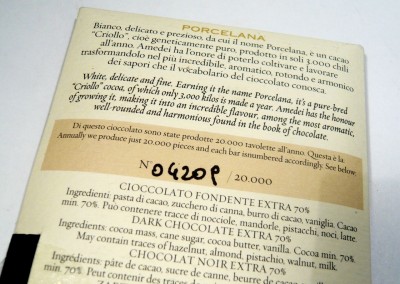 PORCELANA
Bianco, delicato e prezioso, da cui il nome Porcelana, è un cacao
"Criollo", cioè geneticamente puro, prodotto in soli 3.000 chili
all'anno. Amedei ha l'onore di poterlo coltivare e lavorare
trasformandolo nel più incredibile, aromatico, rotondo e armonico
dei sapori che il vocabolario del cioccolato conosca.
White, delicate and fine. Earning it the name Porcelana, it's a pure-bred
"Criollo" cocoa, of which only 3.000 kilos is made a year. Amedei has the honour
of growing it, making it into an incredible flavour, among the most aromatic,
well-rounded and harmonious found in the book of chocolate.
Di questo cioccolato sono state prodotte 20.000 tavolette all'anno. Questa è la:
Annually we produce just 20.000 pieces and each bar isnumbered accordingly. See below:
N° 04209 / 20.000
CIOCCOLATO FONDENTE EXTRA 70%
Ingredienti: pasta di cacao, zucchero di canna, burro di cacao, vaniglia. Cacao
min. 70%. Può contenere tracce di nocciole, mandorle, pistacchi, noci, latte.
DARK CHOCOLATE EXTRA 70%
Ingredients: cocoa mass, cane sugar, cocoa butter, vanilla. Cocoa min. 70%
May contain traces of hazelnut, almond, pistachio, walnut, milk.
CHOCOLAT NOIR EXTRA 70%
Ingrédients: pâte de cacao, sucre de canne, beurre de cacao, vanille.
min. 70%. Peut contenir des traces de